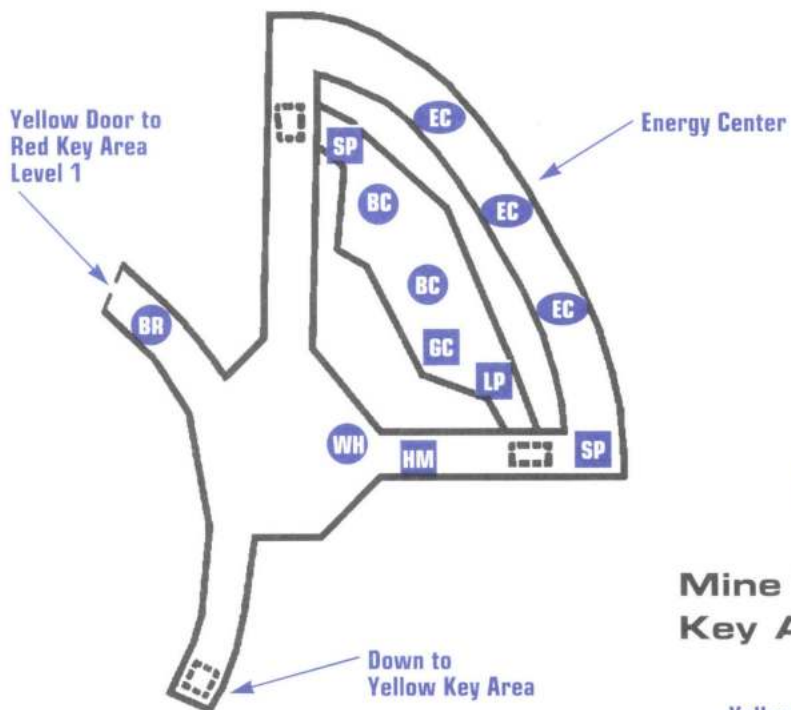 Yellow Door to
Red Key Area
Level 1
EC
Energy Center
SP
BC
EC
BC
EC
BR
GC
LP
WH
HM
SP
Mine
Key
Down to
Yellow Key Area